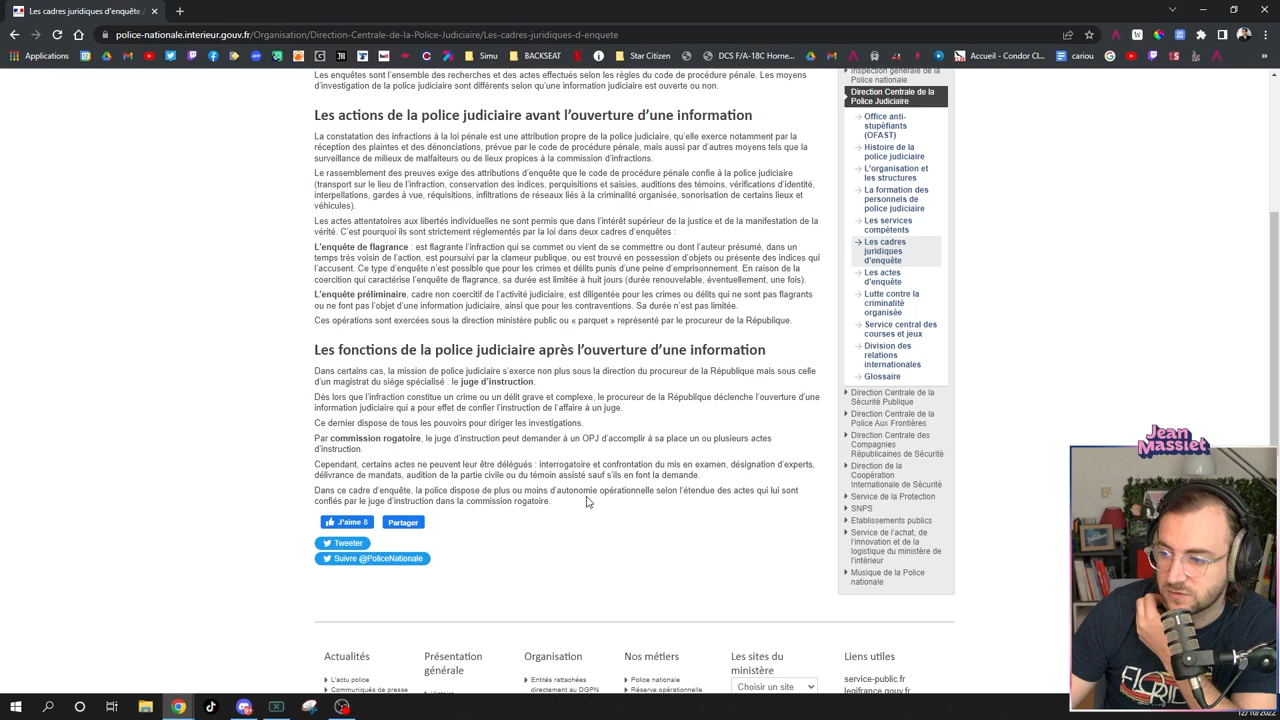 Les cadres juridiques d'enquête
police-nationale.interieur.gouv.fr/Organisation/Direction-Centrale-de-la-Police-Judiciaire/Les-cadres-juridiques-d-enquete
Applications
Simu
BACKSEAT
Star Citizen
DCS F/A-18C Horne...
Accueil - Condor Cl...
cariou
Les enquêtes sont l'ensemble des recherches et des actes effectués selon les règles du code de procédure pénale. Les moyens
d'investigation de la police judiciaire sont différents selon qu'une information judiciaire est ouverte ou non.
Les actions de la police judiciaire avant l'ouverture d'une information
La constatation des infractions à la loi pénale est une attribution propre de la police judiciaire, qu'elle exerce notamment par la
réception des plaintes et des dénonciations, prévue par le code de procédure pénale, mais aussi par d'autres moyens tels que la
surveillance de milieux de malfaiteurs ou de lieux propices à la commission d'infractions.
Le rassemblement des preuves exige des attributions d'enquête que le code de procédure pénale confie à la police judiciaire
(transport sur le lieu de l'infraction, conservation des indices, perquisitions et saisies, auditions des témoins, vérifications d'identité,
interpellations, gardes à vue, réquisitions, infiltrations de réseaux liés à la criminalité organisée, sonorisation de certains lieux et
véhicules).
Les actes attentatoires aux libertés individuelles ne sont permis que dans l'intérêt supérieur de la justice et de la manifestation de la
vérité. C'est pourquoi ils sont strictement réglementés par la loi dans deux cadres d'enquêtes :
L'enquête de flagrance : est flagrante l'infraction qui se commet ou vient de se commettre ou dont l'auteur présumé, dans un
temps très voisin de l'action, est poursuivi par la clameur publique, ou est trouvé en possession d'objets ou présente des indices qui
l'accusent. Ce type d'enquête n'est possible que pour les crimes et délits punis d'une peine d'emprisonnement. En raison de la
coercition qui caractérise l'enquête de flagrance, sa durée est limitée à huit jours (durée renouvelable, éventuellement, une fois).
L'enquête préliminaire, cadre non coercitif de l'activité judiciaire, est diligentée pour les crimes ou délits qui ne sont pas flagrants
ou ne font pas l'objet d'une information judiciaire, ainsi que pour les contraventions. Sa durée n'est pas limitée.
Ces opérations sont exercées sous la direction ministère public ou « parquet » représenté par le procureur de la République.
Les fonctions de la police judiciaire après l'ouverture d'une information
Dans certains cas, la mission de police judiciaire s'exerce non plus sous la direction du procureur de la République mais sous celle
d'un magistrat du siège spécialisé : le juge d'instruction.
Dès lors que l'infraction constitue un crime ou un délit grave et complexe, le procureur de la République déclenche l'ouverture d'une
information judiciaire qui a pour effet de confier l'instruction de l'affaire à un juge.
Ce dernier dispose de tous les pouvoirs pour diriger les investigations.
Par commission rogatoire, le juge d'instruction peut demander à un OPJ d'accomplir à sa place un ou plusieurs actes
d'instruction.
Cependant, certains actes ne peuvent leur être délégués : interrogatoire et confrontation du mis en examen, désignation d'experts,
délivrance de mandats, audition de la partie civile ou du témoin assisté sauf s'ils en font la demande.
Dans ce cadre d'enquête, la police dispose de plus ou moins d'autonomie opérationnelle selon l'étendue des actes qui lui sont
confiés par le juge d'instruction dans la commission rogatoire.
J'aime 8
Partager
Tweeter
Suivre @PoliceNationale
Inspection générale de la
Police nationale
Direction Centrale de la
Police Judiciaire
Office anti-
stupéfiants
(OFAST)
Histoire de la
police judiciaire
L'organisation et
les structures
La formation des
personnels de
police judiciaire
Les services
compétents
Les cadres
juridiques
d'enquête
Les actes
d'enquête
Lutte contre la
criminalité
organisée
Service central des
courses et jeux
Division des
relations
internationales
Glossaire
Direction Centrale de la
Sécurité Publique
Direction Centrale de la
Police Aux Frontières
Direction Centrale des
Compagnies
Républicaines de Sécurité
Direction de la
Coopération
Internationale de Sécurité
Service de la Protection
SNPS
Etablissements publics
Service de l'achat, de
l'innovation et de la
logistique du ministère de
l'intérieur
Musique de la Police
nationale
Jean
Massiet
Actualités
L'actu police
Communiqués de presse
Présentation
générale
Organisation
Entités rattachées
directement au DGPN
Nos métiers
Police nationale
Réserve opérationnelle
Les sites du
ministère
Choisir un site
Liens utiles
service-public.fr
legifrance.gouv.fr
12/10/2022